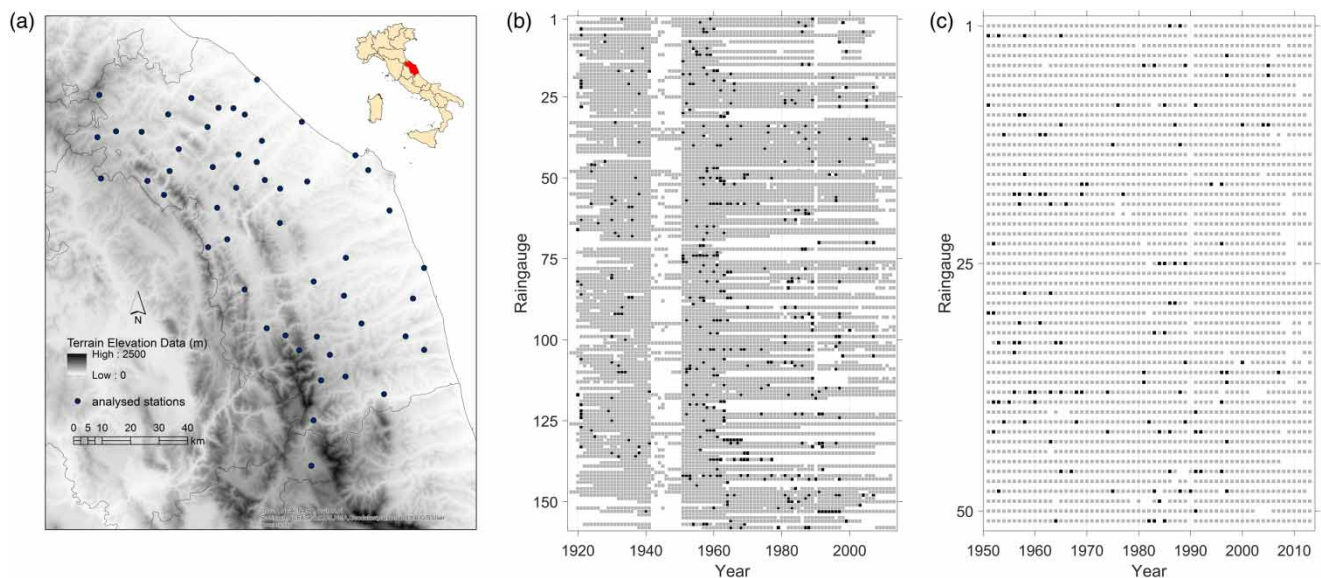 (a)
N
Terrain Elevation Data (m)
High : 2500
Low : 0
analysed stations
0 5 10 20 30 40
km
(b)
Raingauge
1
25
50
75
100
125
150
1920 1940 1960 1980 2000
Year
(c)
Raingauge
1
25
50
1950 1960 1970 1980 1990 2000 2010
Year